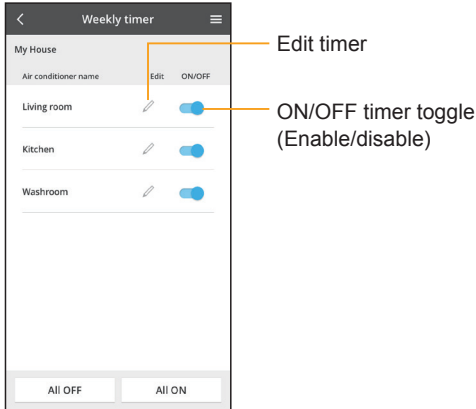 Weekly timer
My House
Air conditioner name Edit ON/OFF
Living room
Kitchen
Washroom
All OFF All ON
Edit timer
ON/OFF timer toggle
(Enable/disable)